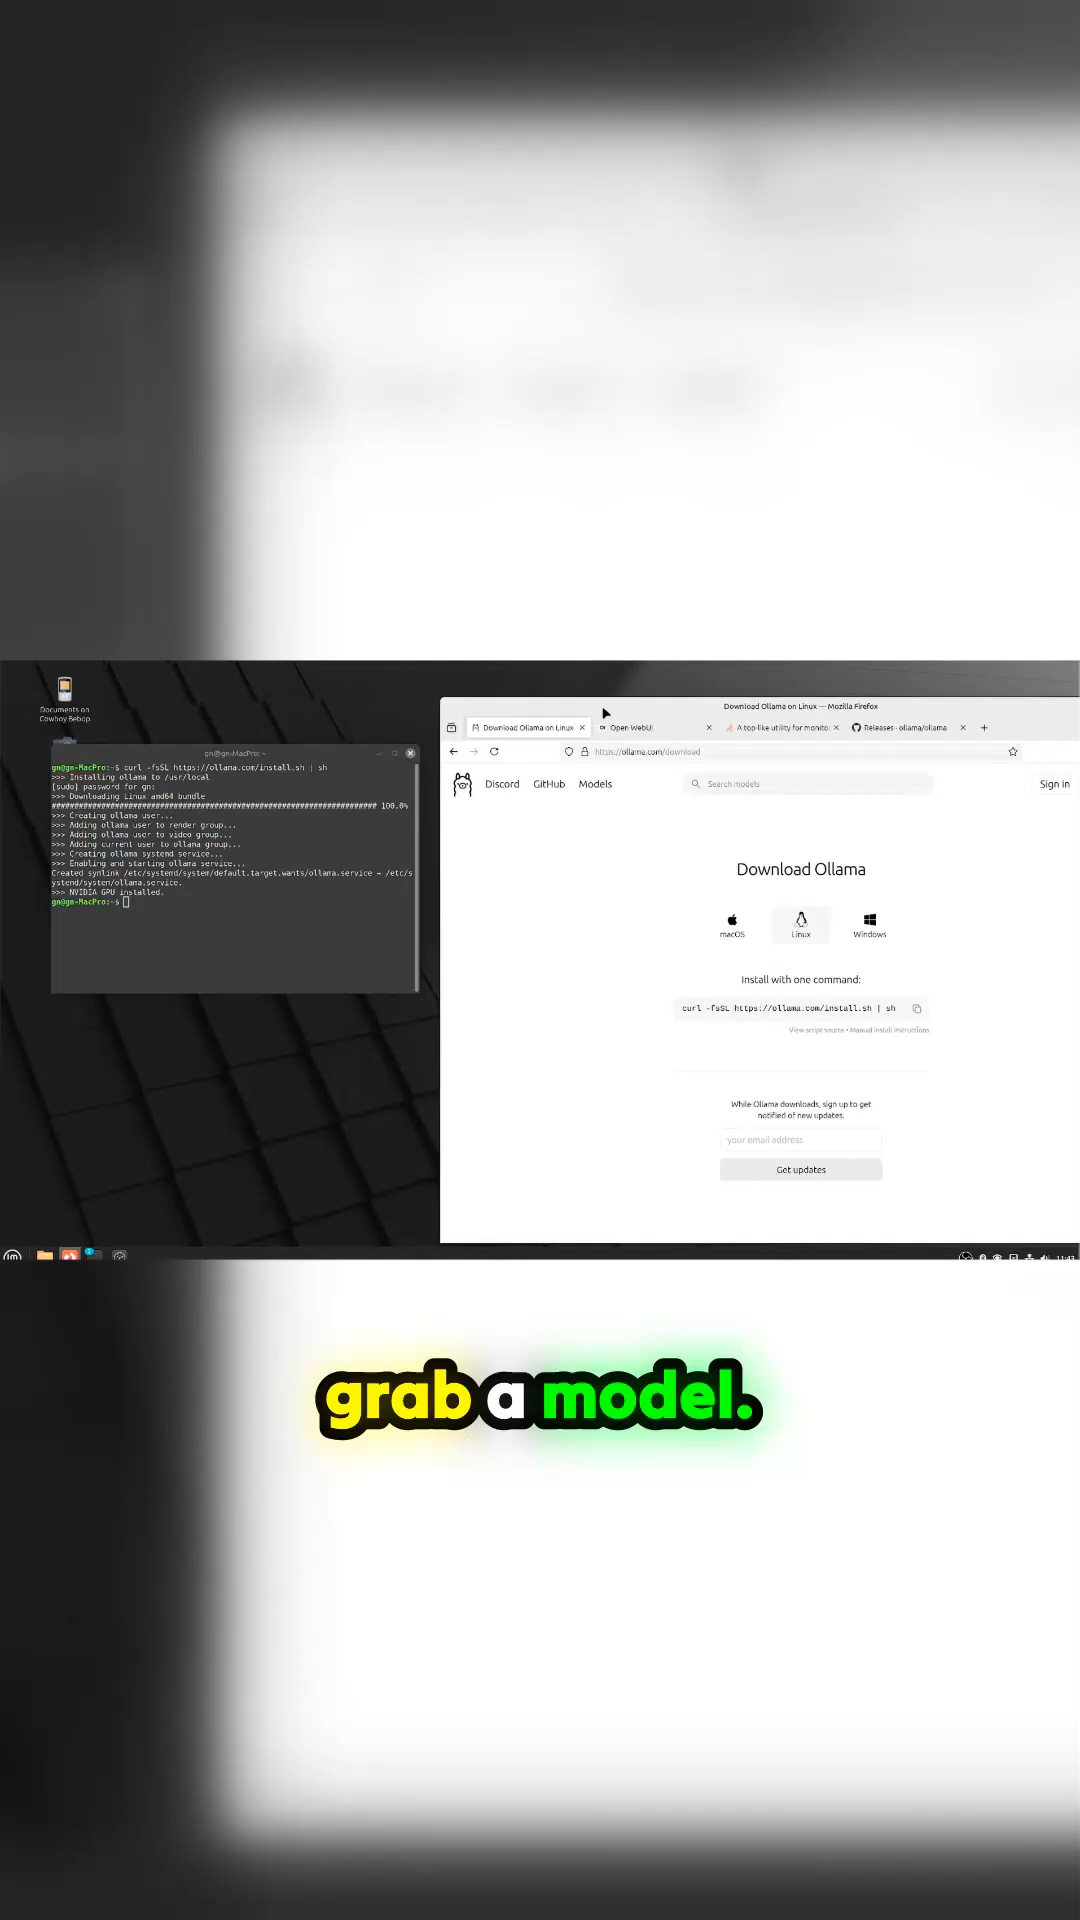 Documents on
Cowboy Bebop
gn@gn-MacPro: ~
gn@gn-MacPro:~$ curl -fsSL https://ollama.com/install.sh | sh
>>> Installing ollama to /usr/local
[sudo] password for gn:
>>> Downloading Linux amd64 bundle
######################################################################## 100.0%
>>> Creating ollama user...
>>> Adding ollama user to render group...
>>> Adding ollama user to video group...
>>> Adding current user to ollama group...
>>> Creating ollama systemd service...
>>> Enabling and starting ollama service...
Created symlink /etc/systemd/system/default.target.wants/ollama.service → /etc/s
ystemd/system/ollama.service.
>>> NVIDIA GPU installed.
gn@gn-MacPro:~$
Download Ollama on Linux — Mozilla Firefox
Download Ollama on Linux
OI Open WebUI
A top-like utility for monito
Releases · ollama/ollama
https://ollama.com/download
Discord GitHub Models
Search models
Sign in
Download Ollama
macOS Linux Windows
Install with one command:
curl -fsSL https://ollama.com/install.sh | sh
View script source • Manual install instructions
While Ollama downloads, sign up to get
notified of new updates.
your email address
Get updates
11:43
grab a model.